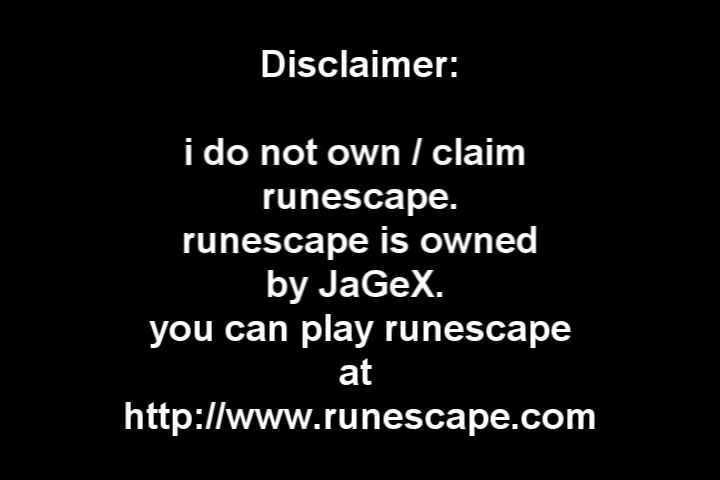 Disclaimer:
i do not own / claim
runescape.
runescape is owned
by JaGeX.
you can play runescape
at
http://www.runescape.com